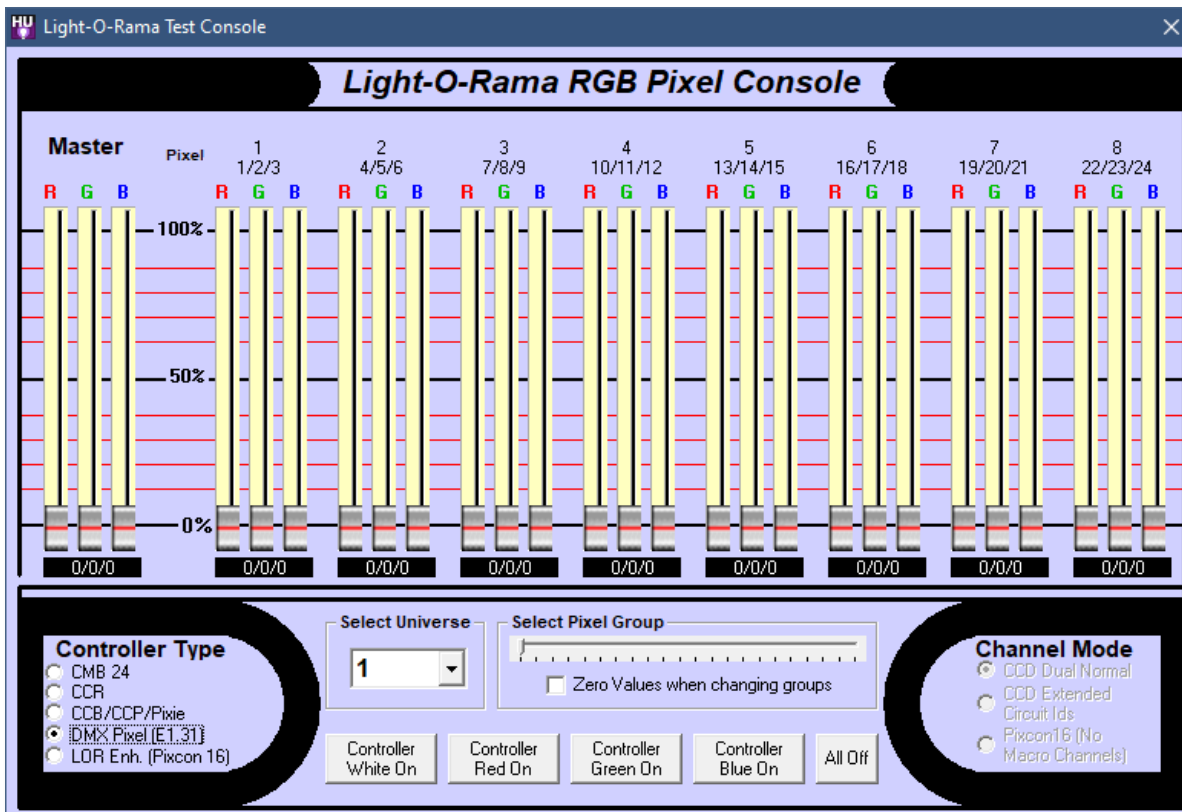 HU Light-O-Rama Test Console
Light-O-Rama RGB Pixel Console
Master Pixel 1 2 3 4 5 6 7 8
1/2/3 4/5/6 7/8/9 10/11/12 13/14/15 16/17/18 19/20/21 22/23/24
R G B R G B R G B R G B R G B R G B R G B R G B R G B
100%
50%
0%
0/0/0 0/0/0 0/0/0 0/0/0 0/0/0 0/0/0 0/0/0 0/0/0 0/0/0
Controller Type
CMB 24
CCR
CCB/CCP/Pixie
DMX Pixel (E1.31)
LOR Enh. (Pixcon 16)
Select Universe
1
Select Pixel Group
Zero Values when changing groups
Controller
White On
Controller
Red On
Controller
Green On
Controller
Blue On
All Off
Channel Mode
CCD Dual Normal
CCD Extended
Circuit Ids
Pixcon16 (No
Macro Channels)